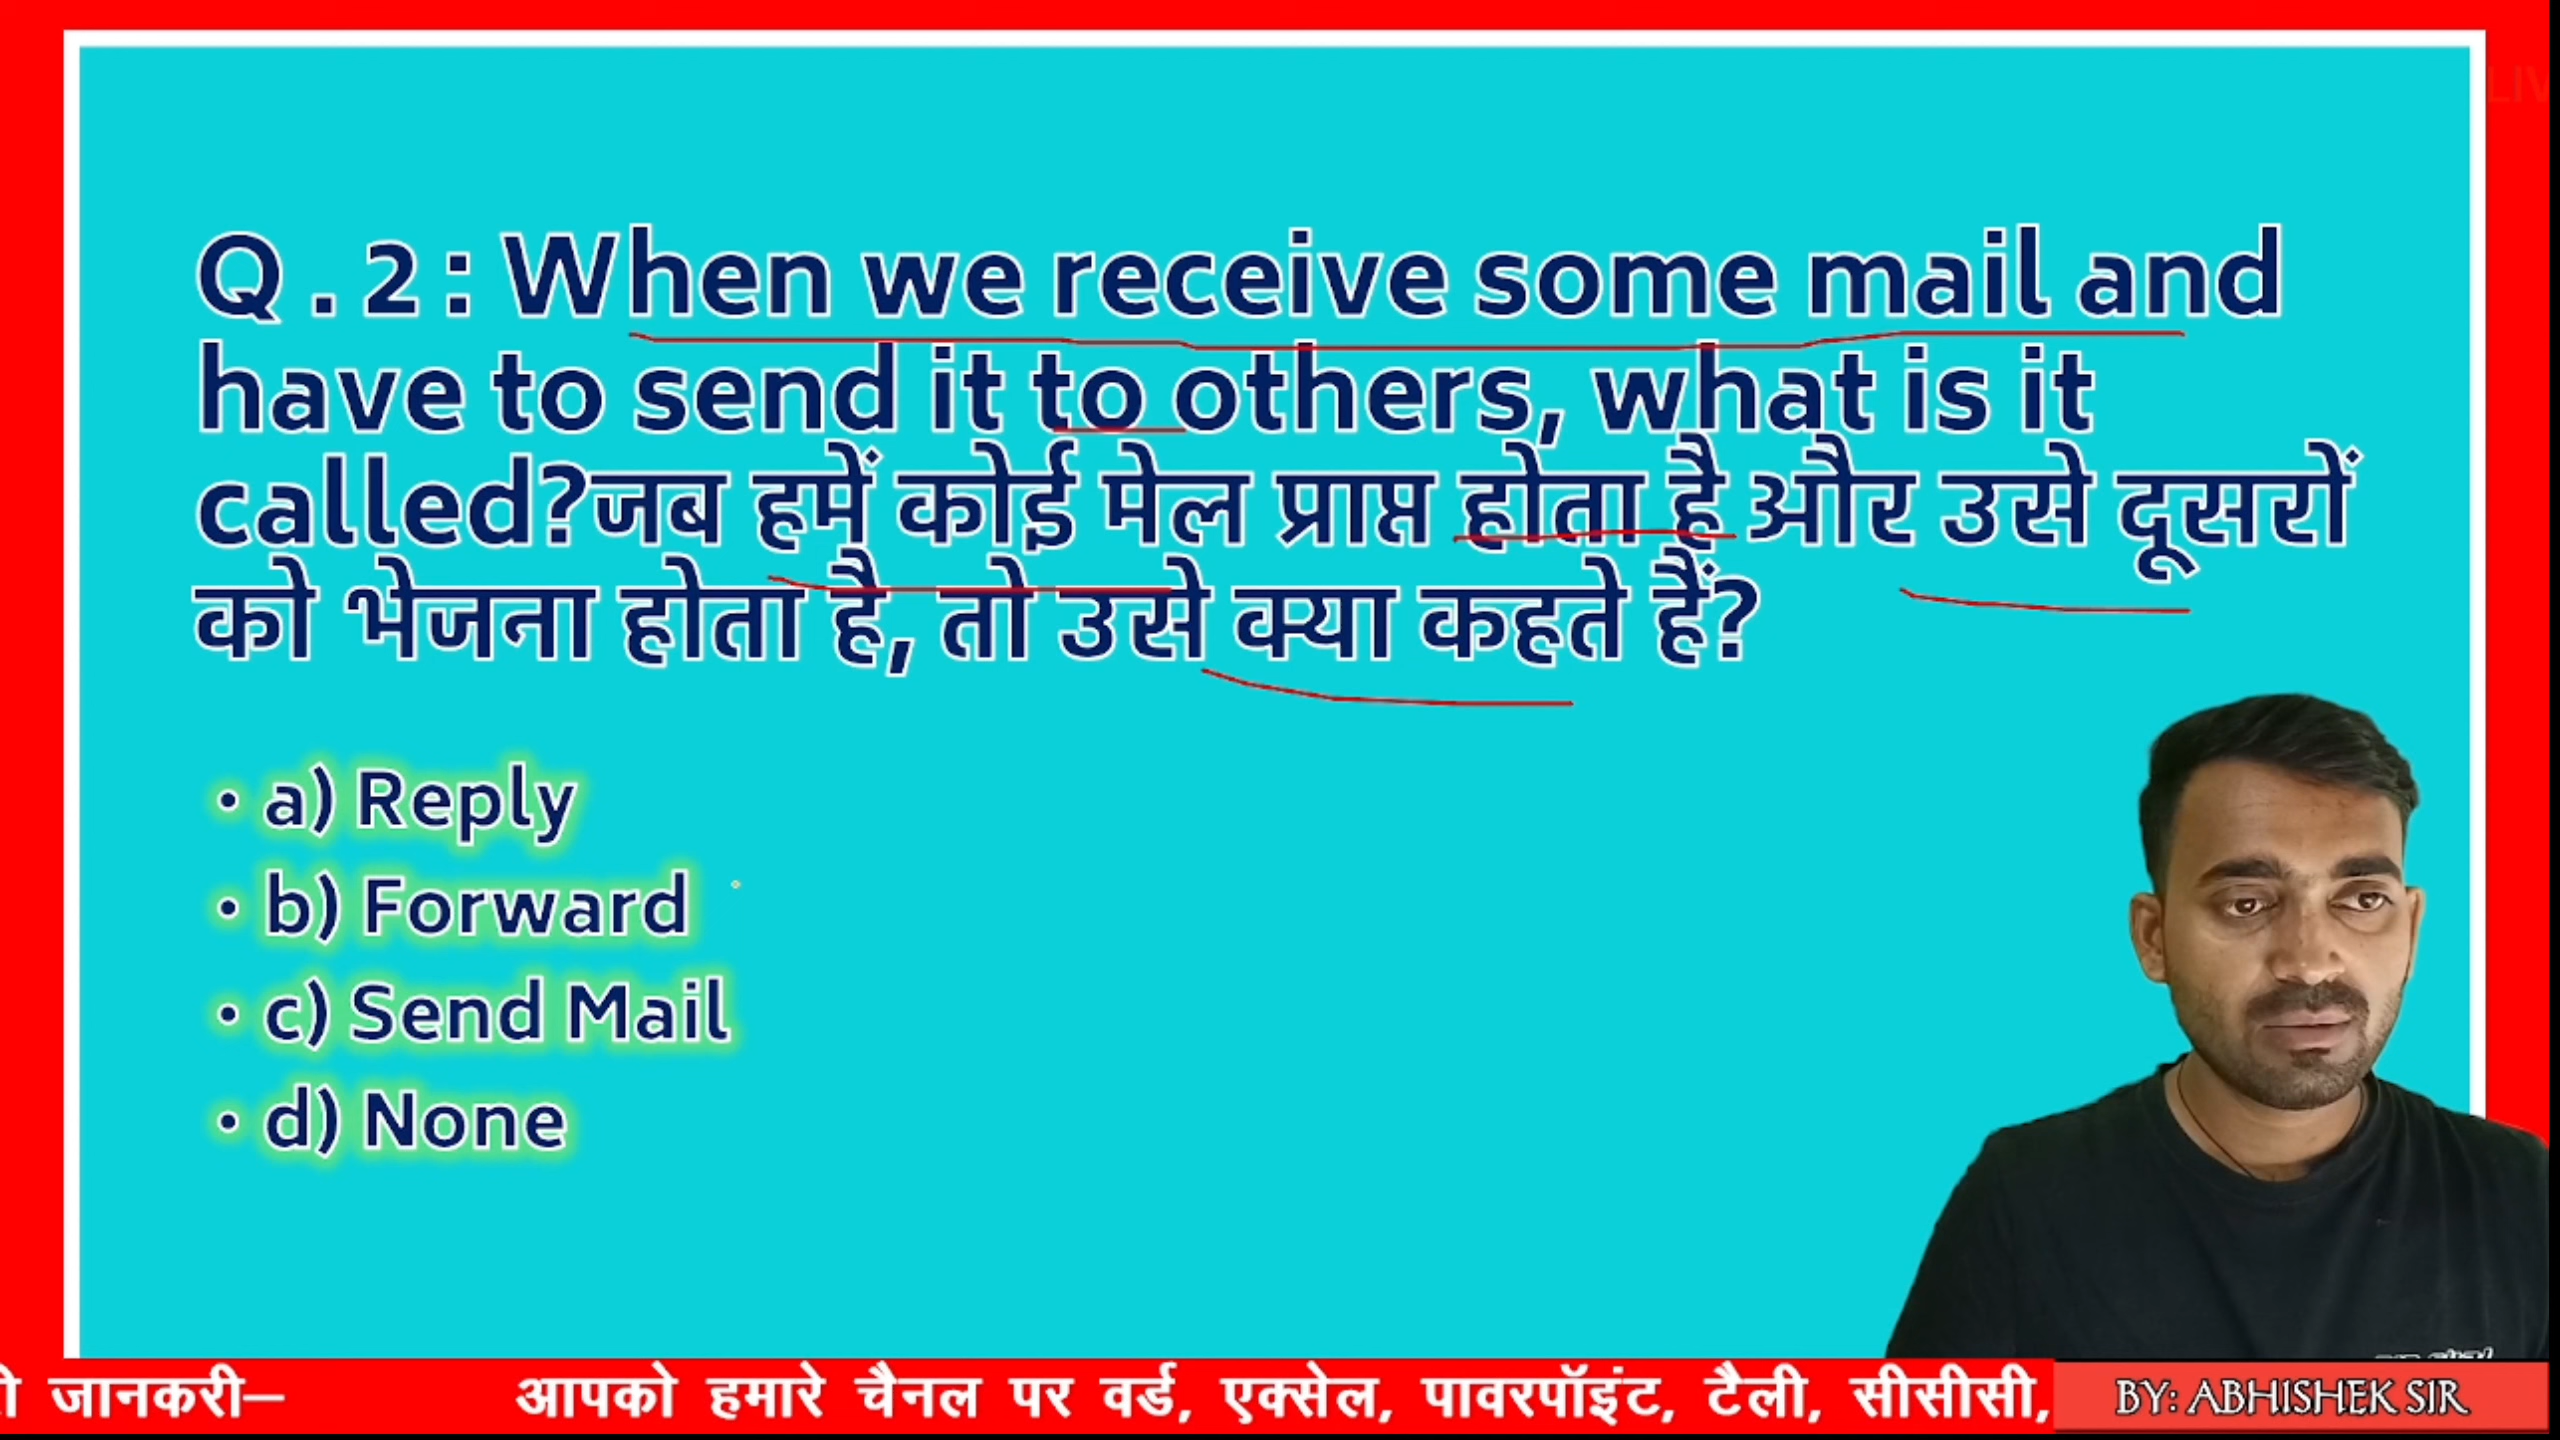 LIV
Q . 2 : When we receive some mail and
have to send it to others, what is it
called?जब हमें कोई मेल प्राप्त होता है और उसे दूसरों
को भेजना होता है, तो उसे क्या कहते हैं?
• a) Reply
• b) Forward
• c) Send Mail
• d) None
जानकरी– आपको हमारे चैनल पर वर्ड, एक्सेल, पावरपॉइंट, टैली, सीसीसी,
BY: ABHISHEK SIR